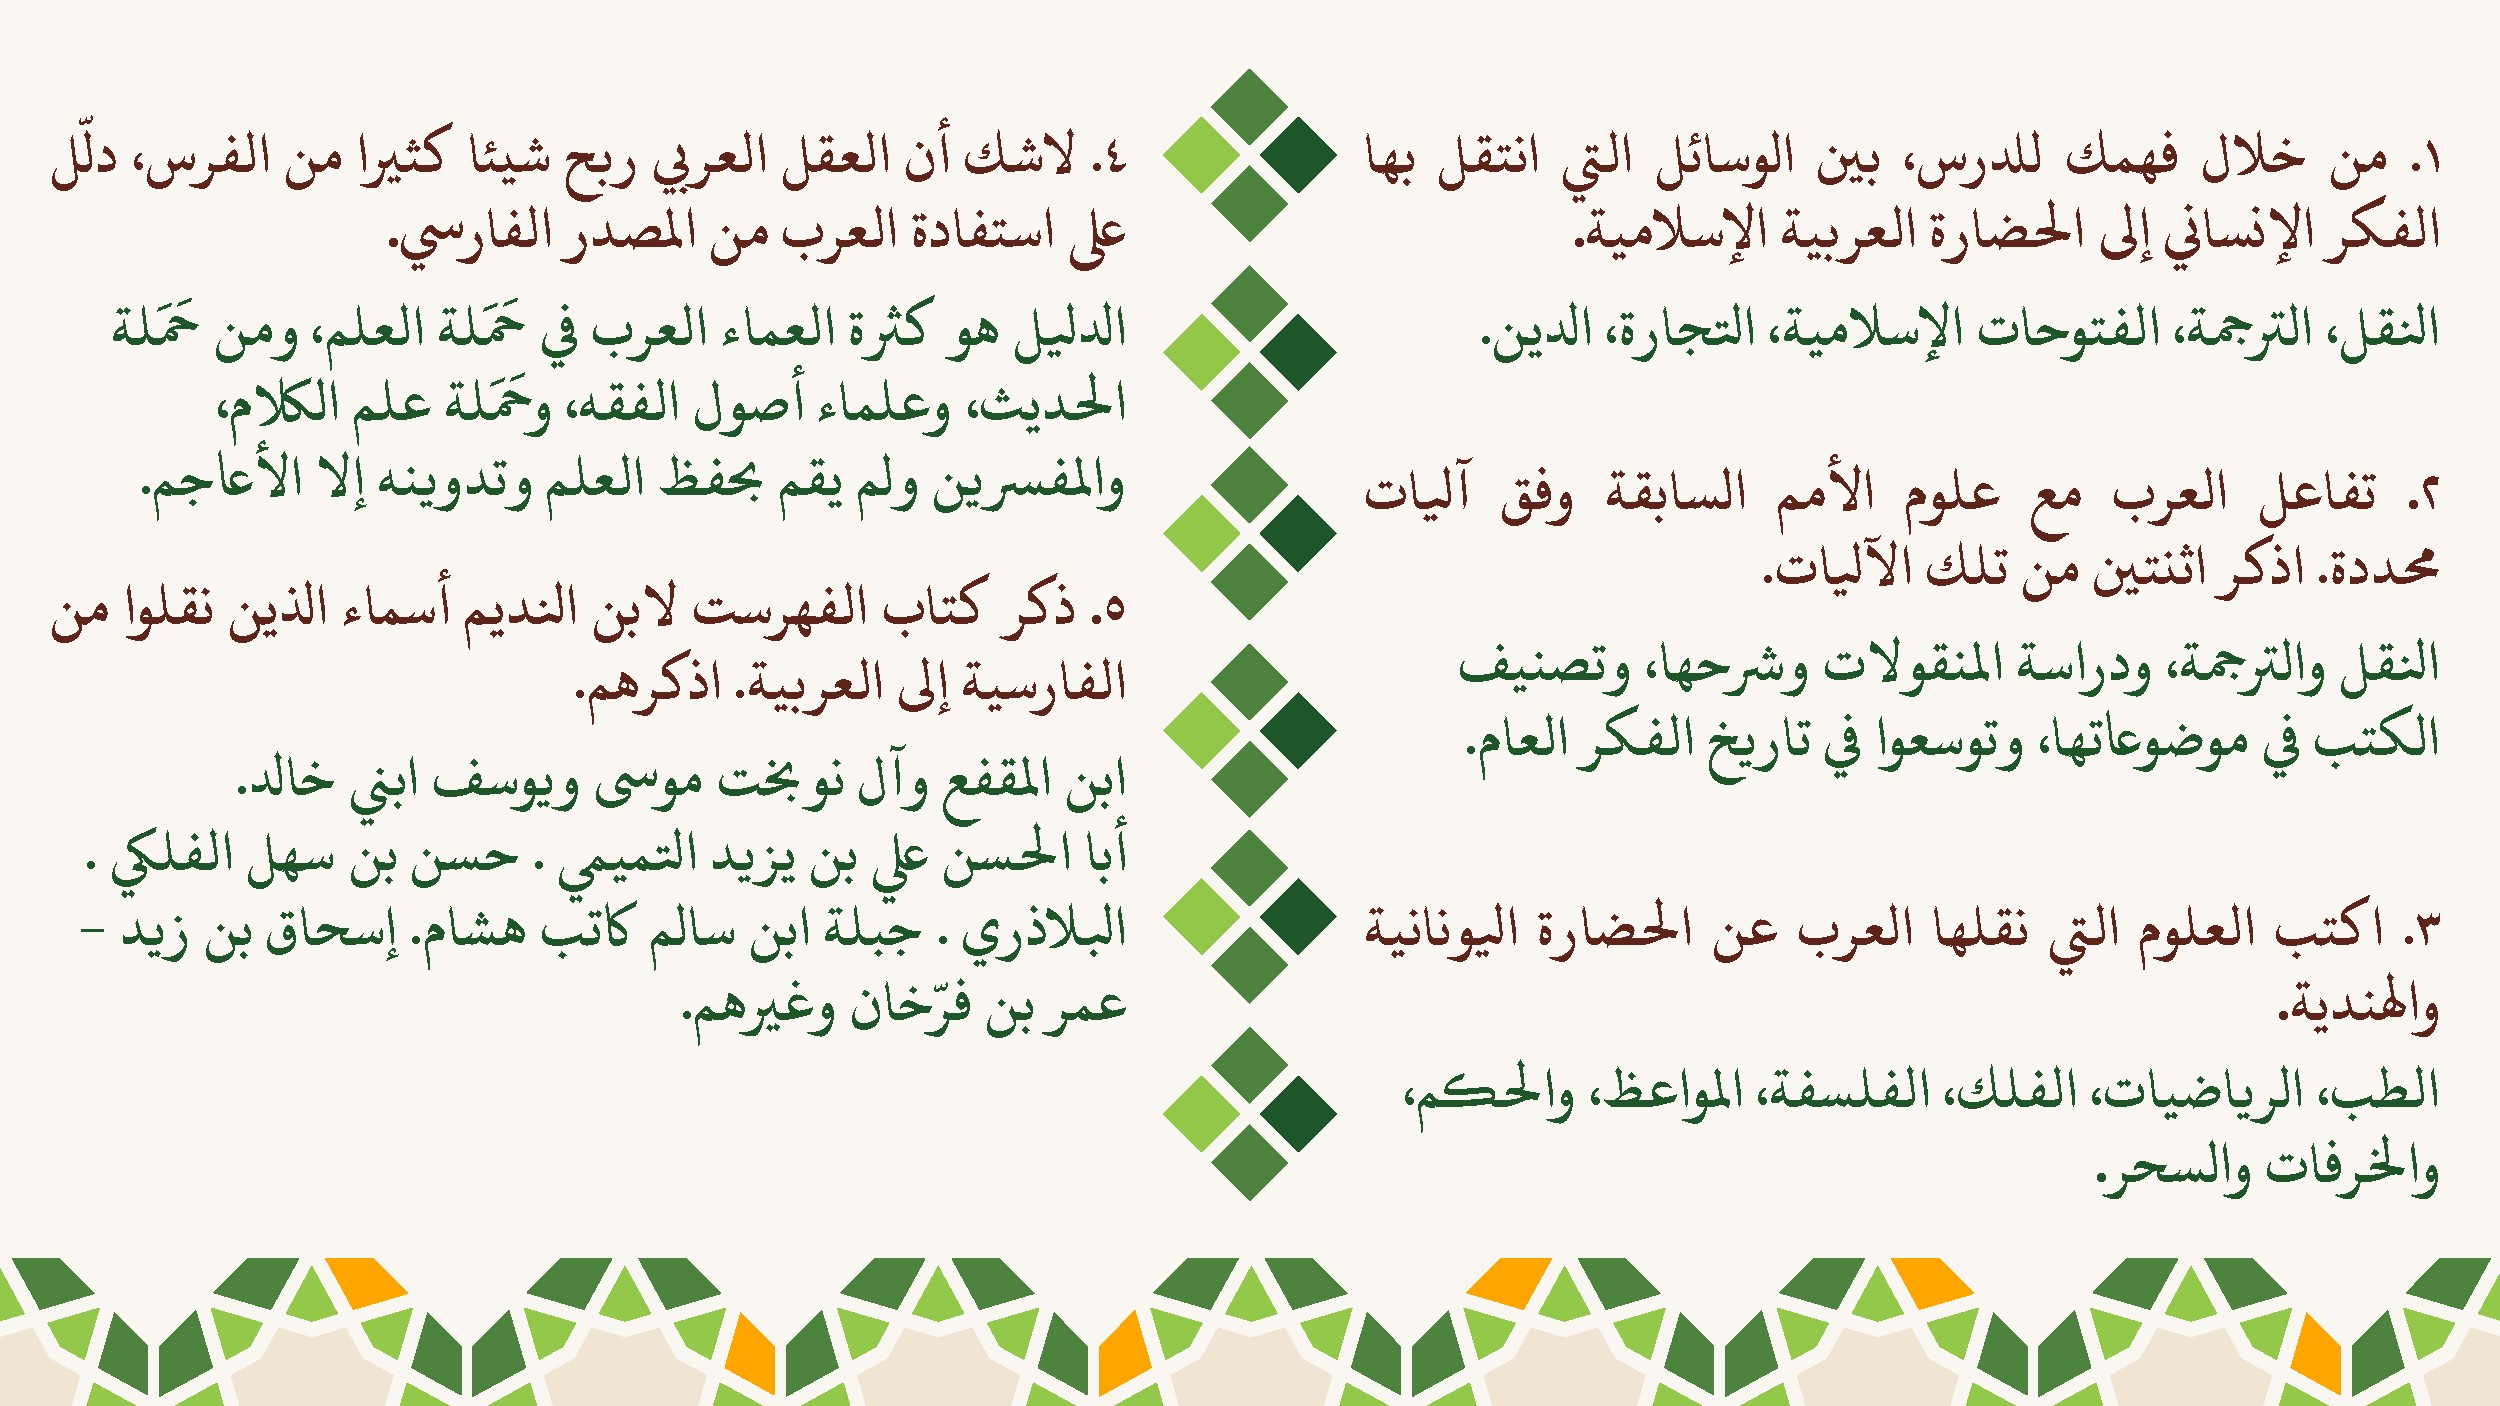 ١. من خلال فهمك للدرس، بين الوسائل التي انتقل بها
الفكر الإنساني إلى الحضارة العربية الإسلامية.
النقل، الترجمة، الفتوحات الإسلامية، التجارة، الدين.
٢. تفاعل العرب مع علوم الأمم السابقة وفق آليات
محددة. اذكر اثنتين من تلك الآليات.
النقل والترجمة، ودراسة المنقولات وشرحها، وتصنيف
الكتب في موضوعاتها، وتوسعوا في تاريخ الفكر العام.
٣. اكتب العلوم التي نقلها العرب عن الحضارة اليونانية
والهندية.
الطب، الرياضيات، الفلك، الفلسفة، المواعظ، والحكم،
والخرفات والسحر.
٤. لاشك أن العقل العربي ربح شيئا كثيرا من الفرس، دلّل
على استفادة العرب من المصدر الفارسي.
الدليل هو كثرة العماء العرب في حَمَلة العلم، ومن حَمَلة
الحديث، وعلماء أصول الفقه، وحَمَلة علم الكلام،
والمفسرين ولم يقم بحفظ العلم وتدوينه إلا الأعاجم.
٥. ذكر كتاب الفهرست لابن النديم أسماء الذين نقلوا من
الفارسية إلى العربية. اذكرهم.
ابن المقفع وآل نوبخت موسى ويوسف ابني خالد.
أبا الحسن علي بن يزيد التميمي . حسن بن سهل الفلكي .
البلاذري . جبلة ابن سالم كاتب هشام. إسحاق بن زيد –
عمر بن فرّخان وغيرهم.